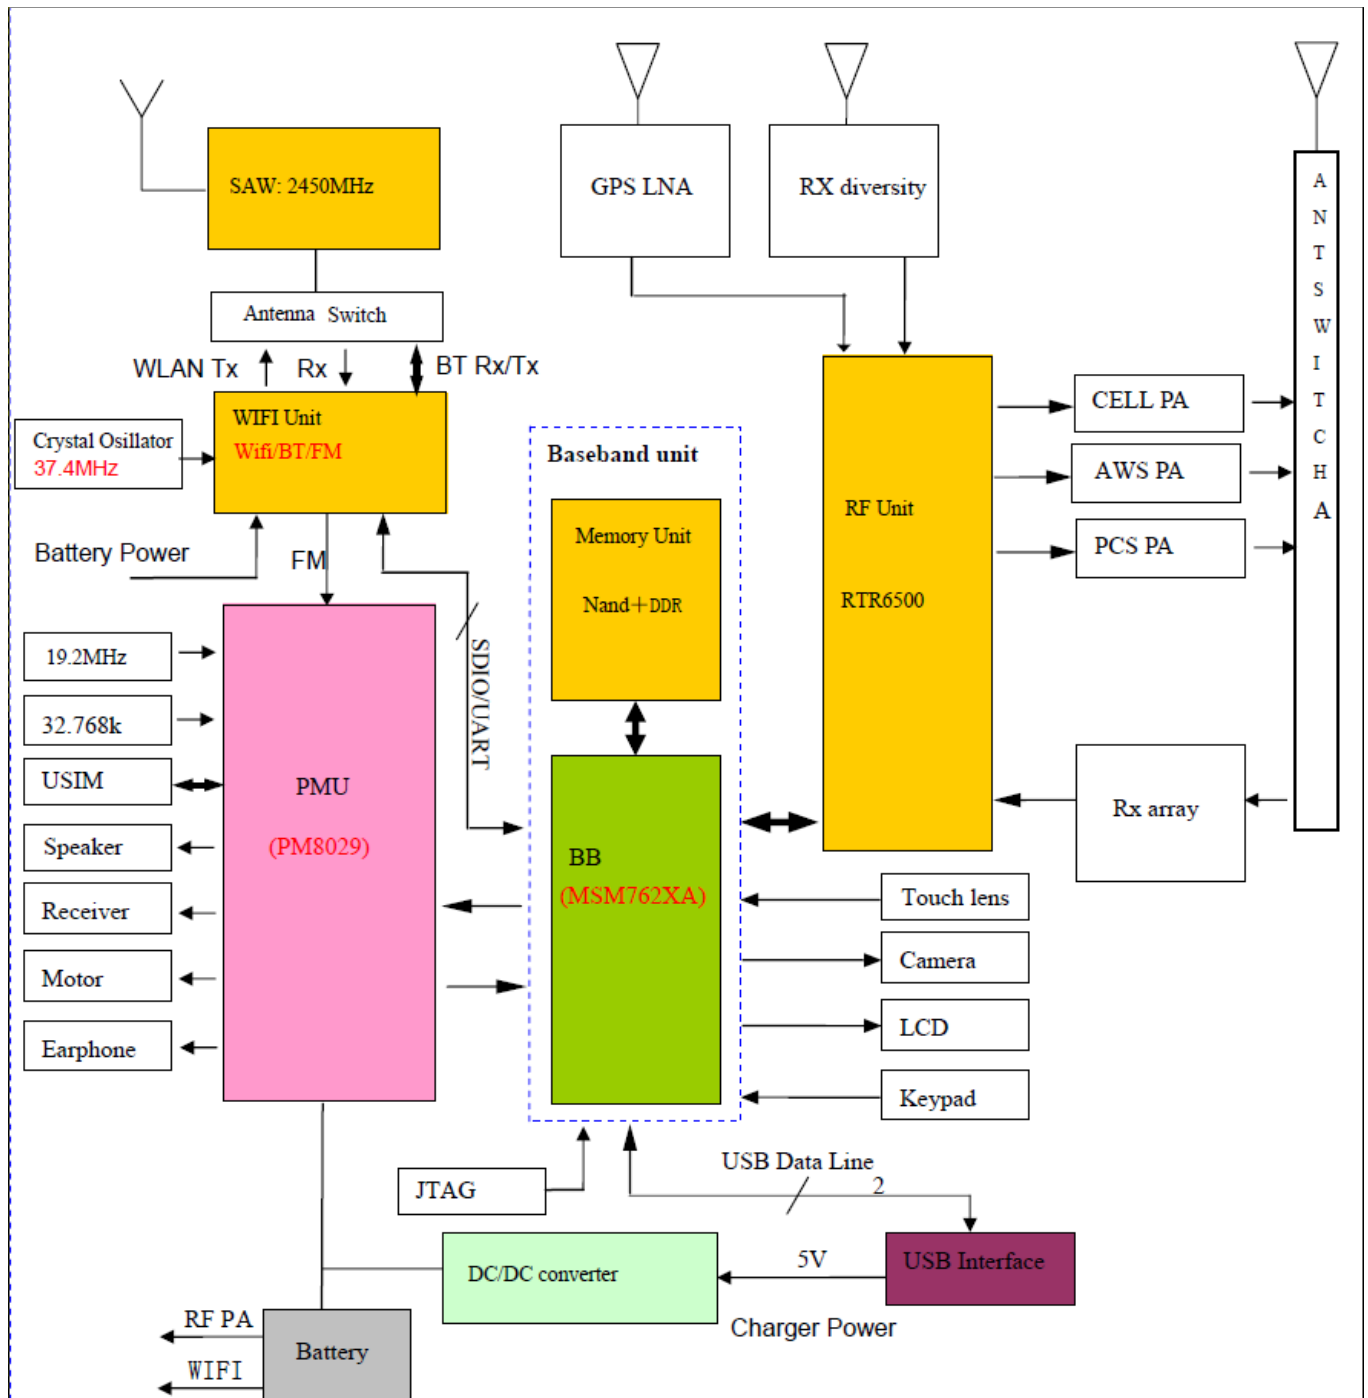 SAW: 2450MHz
GPS LNA
RX diversity
A
N
T
S
W
I
T
C
H
A
Antenna Switch
WLAN Tx
Rx
BT Rx/Tx
WIFI Unit
Wifi/BT/FM
Crystal Osillator
37.4MHz
Battery Power
FM
SDIO/UART
Baseband unit
Memory Unit
Nand+DDR
RF Unit
RTR6500
CELL PA
AWS PA
PCS PA
Rx array
19.2MHz
32.768k
USIM
Speaker
Receiver
Motor
Earphone
PMU
(PM8029)
BB
(MSM762XA)
Touch lens
Camera
LCD
Keypad
JTAG
USB Data Line
2
DC/DC converter
5V
USB Interface
Charger Power
RF PA
WIFI
Battery